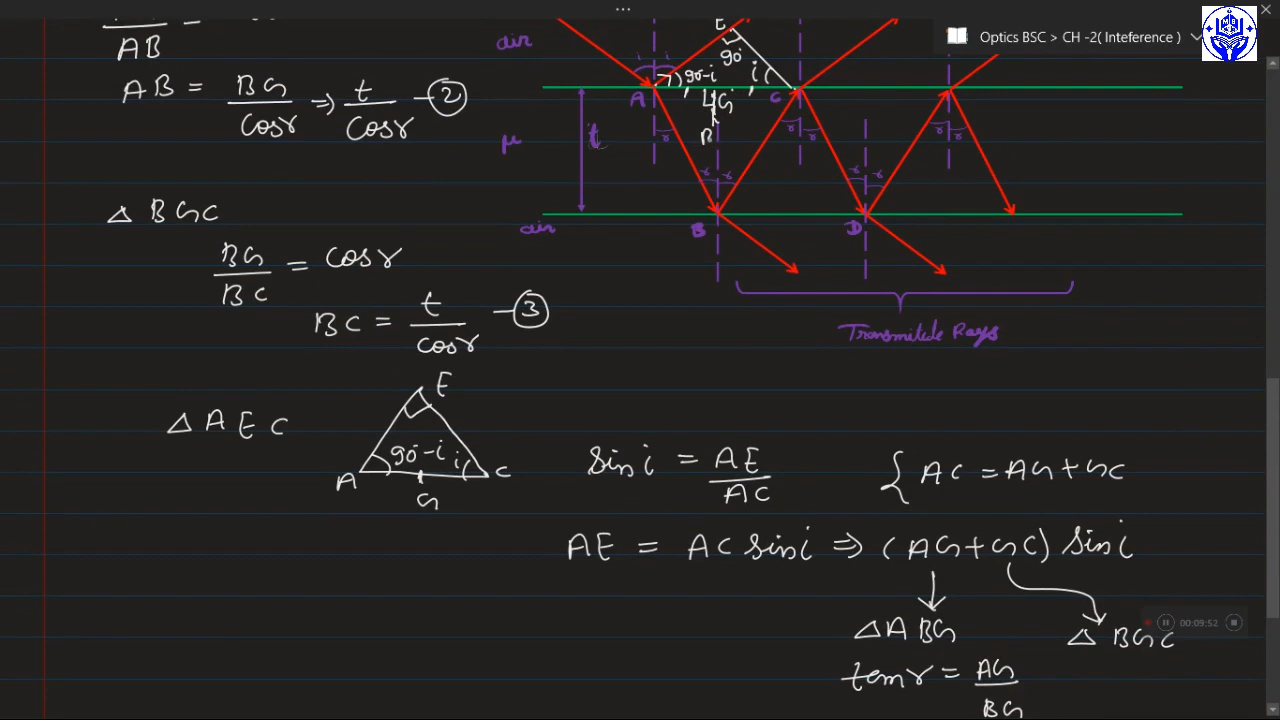 AB
AB = BG/cosr ⇒ t/cosr — ②
△ BGC
BG/BC = cosr
BC = t/cosr — ③
△ AEC
E
90°-i
i
A
C
G
sin i = AE/AC
{ AC = AG+GC
AE = AC sin i ⇒ (AG+GC) sin i
△ABG
△ BGC
tanr = AG/BG
air
μ
air
t
E
90°
i
i
90-i
i
A
G
C
B
r
r
r
r
r
r
r
r
r
B
D
Transmitide Rays
Optics BSC > CH -2( Inteference )
00:09:52